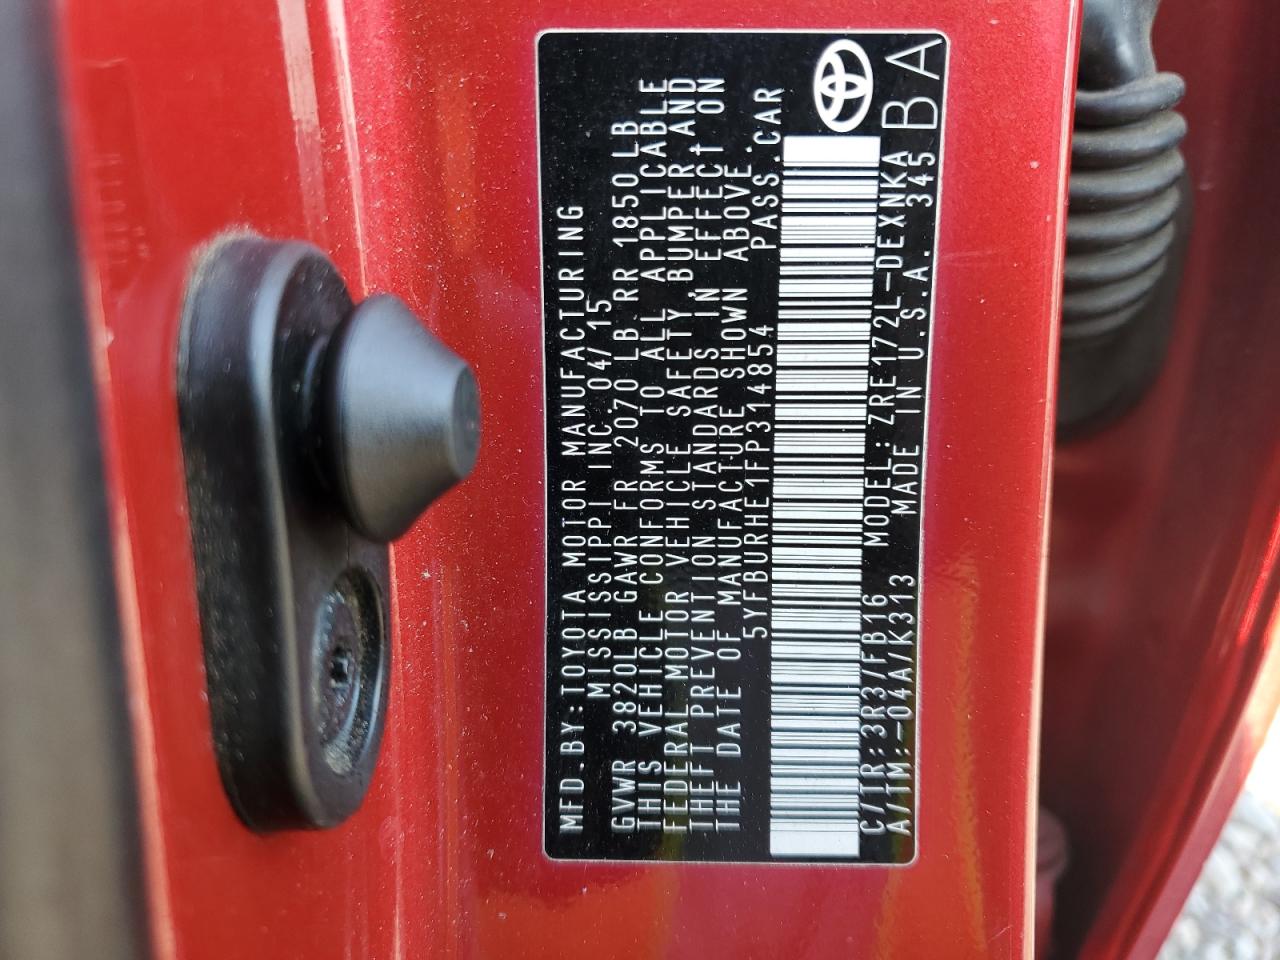 MFD.BY:TOYOTA MOTOR MANUFACTURING
MISSISSIPPI INC.04/15
GVWR 3820LB GAWR FR 2070 LB RR 1850 LB
THIS VEHICLE CONFORMS TO ALL APPLICABLE
FEDERAL MOTOR VEHICLE SAFETY, BUMPER, AND
THEFT PREVENTION STANDARDS IN EFFECT ON
THE DATE OF MANUFACTURE SHOWN ABOVE.
5YFBURHE1FP314854 PASS.CAR
C/TR:3R3/FB16 MODEL:ZRE172L-DEXNKA
A/TM:-04A/K313 MADE IN U.S.A. 345 BA